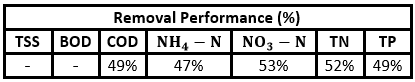 Removal Performance (%)
TSS BOD COD NH₄ − N NO₃ − N TN TP
- - 49% 47% 53% 52% 49%